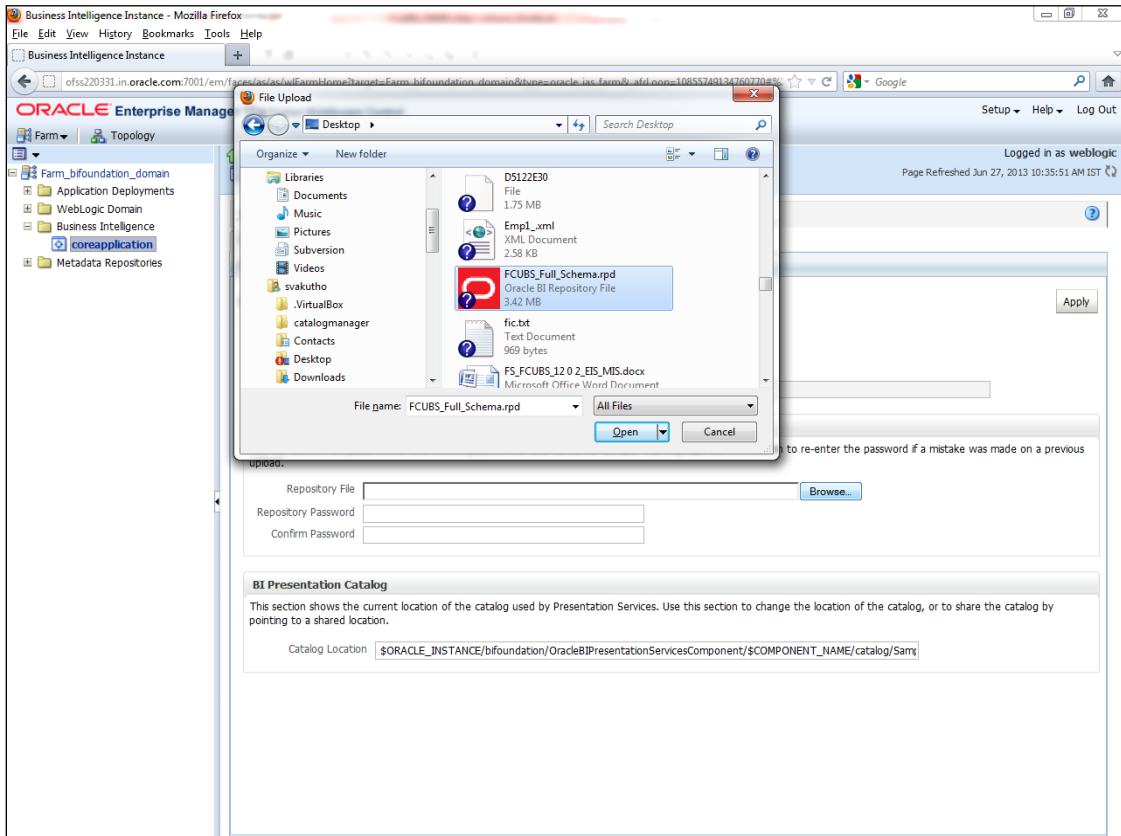 Business Intelligence Instance - Mozilla Firefox
File Edit View History Bookmarks Tools Help
Business Intelligence Instance
ofss220331.in.oracle.com:7001/em/faces/as/as/wlFarmHome?target=Farm_bifoundation_domain&type=oracle_ias_farm&_afrLoop=10855749134760770#%
Google
ORACLE Enterprise Manage
Setup Help Log Out
Farm Topology
Logged in as weblogic
Page Refreshed Jun 27, 2013 10:35:51 AM IST
Farm_bifoundation_domain
Application Deployments
WebLogic Domain
Business Intelligence
coreapplication
Metadata Repositories
File Upload
Desktop
Search Desktop
Organize New folder
Libraries
Documents
Music
Pictures
Subversion
Videos
svakutho
.VirtualBox
catalogmanager
Contacts
Desktop
Downloads
D5122E30
File
1.75 MB
Emp1_.xml
XML Document
2.58 KB
FCUBS_Full_Schema.rpd
Oracle BI Repository File
3.42 MB
fic.txt
Text Document
969 bytes
FS_FCUBS_12 0 2_EIS_MIS.docx
Microsoft Office Word Document
File name: FCUBS_Full_Schema.rpd All Files
Open Cancel
Apply
to re-enter the password if a mistake was made on a previous
upload.
Repository File Browse...
Repository Password
Confirm Password
BI Presentation Catalog
This section shows the current location of the catalog used by Presentation Services. Use this section to change the location of the catalog, or to share the catalog by
pointing to a shared location.
Catalog Location $ORACLE_INSTANCE/bifoundation/OracleBIPresentationServicesComponent/$COMPONENT_NAME/catalog/Samp